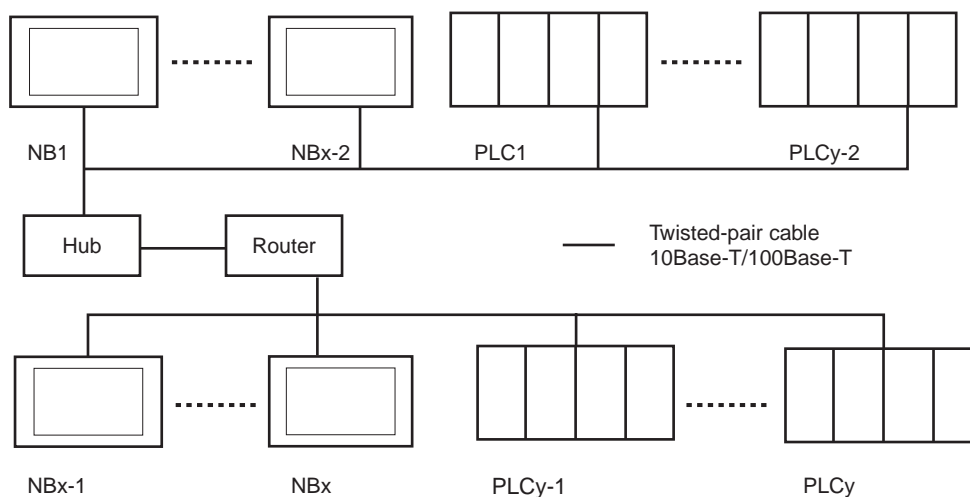 NB1
NBx-2
PLC1
PLCy-2
Hub
Router
Twisted-pair cable
10Base-T/100Base-T
NBx-1
NBx
PLCy-1
PLCy